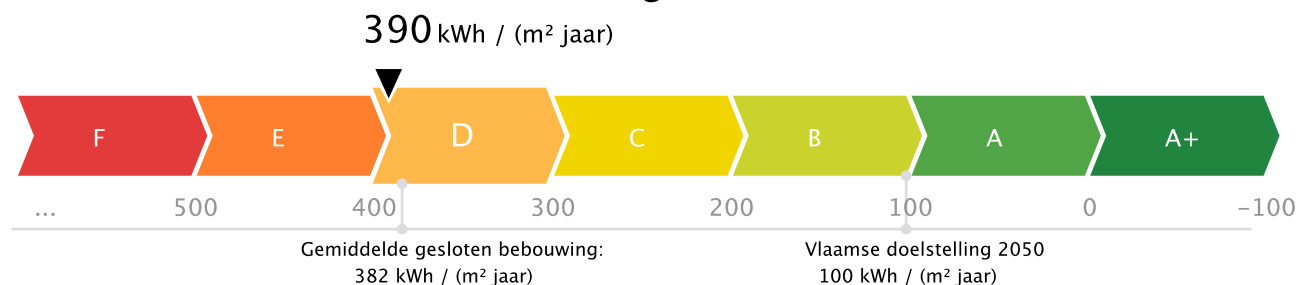 390 kWh / (m² jaar)
F E D C B A A+
... 500 400 300 200 100 0 -100
Gemiddelde gesloten bebouwing:
382 kWh / (m² jaar)
Vlaamse doelstelling 2050
100 kWh / (m² jaar)